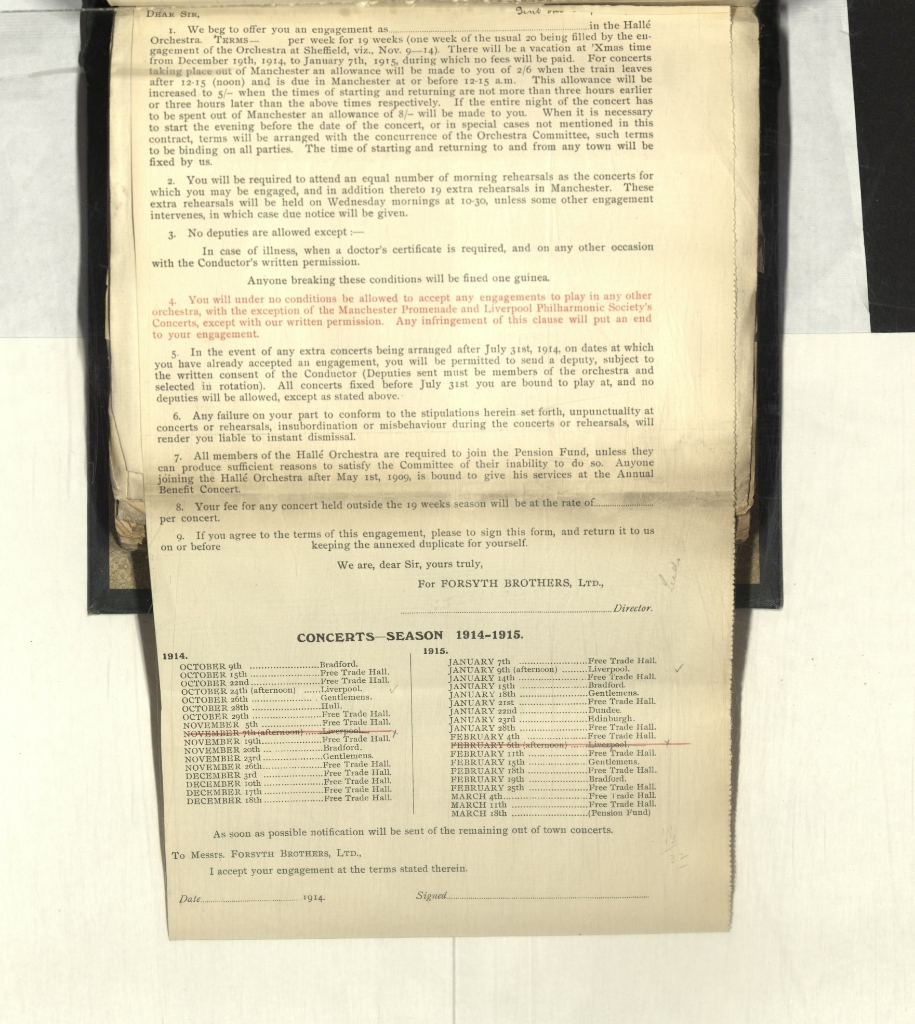 DEAR SIR,
1. We beg to offer you an engagement as in the Hallé
Orchestra. TERMS— per week for 19 weeks (one week of the usual 20 being filled by the en-
gagement of the Orchestra at Sheffield, viz., Nov. 9—14). There will be a vacation at 'Xmas time
from December 19th, 1914, to January 7th, 1915, during which no fees will be paid. For concerts
taking place out of Manchester an allowance will be made to you of 2/6 when the train leaves
after 12-15 (noon) and is due in Manchester at or before 12-15 a.m. This allowance will be
increased to 5/- when the times of starting and returning are not more than three hours earlier
or three hours later than the above times respectively. If the entire night of the concert has
to be spent out of Manchester an allowance of 8/- will be made to you. When it is necessary
to start the evening before the date of the concert, or in special cases not mentioned in this
contract, terms will be arranged with the concurrence of the Orchestra Committee, such terms
to be binding on all parties. The time of starting and returning to and from any town will be
fixed by us.
2. You will be required to attend an equal number of morning rehearsals as the concerts for
which you may be engaged, and in addition thereto 19 extra rehearsals in Manchester. These
extra rehearsals will be held on Wednesday mornings at 10-30, unless some other engagement
intervenes, in which case due notice will be given.
3. No deputies are allowed except :—
In case of illness, when a doctor's certificate is required, and on any other occasion
with the Conductor's written permission.
Anyone breaking these conditions will be fined one guinea.
4. You will under no conditions be allowed to accept any engagements to play in any other
orchestra, with the exception of the Manchester Promenade and Liverpool Philharmonic Society's
Concerts, except with our written permission. Any infringement of this clause will put an end
to your engagement.
5. In the event of any extra concerts being arranged after July 31st, 1914, on dates at which
you have already accepted an engagement, you will be permitted to send a deputy, subject to
the written consent of the Conductor (Deputies sent must be members of the orchestra and
selected in rotation). All concerts fixed before July 31st you are bound to play at, and no
deputies will be allowed, except as stated above.
6. Any failure on your part to conform to the stipulations herein set forth, unpunctuality at
concerts or rehearsals, insubordination or misbehaviour during the concerts or rehearsals, will
render you liable to instant dismissal.
7. All members of the Hallé Orchestra are required to join the Pension Fund, unless they
can produce sufficient reasons to satisfy the Committee of their inability to do so. Anyone
joining the Hallé Orchestra after May 1st, 1909, is bound to give his services at the Annual
Benefit Concert.
8. Your fee for any concert held outside the 19 weeks season will be at the rate of
per concert.
9. If you agree to the terms of this engagement, please to sign this form, and return it to us
on or before keeping the annexed duplicate for yourself.
We are, dear Sir, yours truly,
For FORSYTH BROTHERS, LTD.,
Director.
CONCERTS—SEASON 1914-1915.
1914.
OCTOBER 9th Bradford.
OCTOBER 15th Free Trade Hall.
OCTOBER 22nd Free Trade Hall.
OCTOBER 24th (afternoon) Liverpool.
OCTOBER 26th Gentlemens.
OCTOBER 28th Hull.
OCTOBER 29th Free Trade Hall.
NOVEMBER 5th Free Trade Hall.
NOVEMBER 7th (afternoon) Liverpool.
NOVEMBER 19th Free Trade Hall.
NOVEMBER 20th Bradford.
NOVEMBER 23rd Gentlemens.
NOVEMBER 26th Free Trade Hall.
DECEMBER 3rd Free Trade Hall.
DECEMBER 10th Free Trade Hall.
DECEMBER 17th Free Trade Hall.
DECEMBER 18th Free Trade Hall.
1915.
JANUARY 7th Free Trade Hall.
JANUARY 9th (afternoon) Liverpool.
JANUARY 14th Free Trade Hall.
JANUARY 15th Bradford.
JANUARY 18th Gentlemens.
JANUARY 21st Free Trade Hall.
JANUARY 22nd Dundee.
JANUARY 23rd Edinburgh.
JANUARY 28th Free Trade Hall.
FEBRUARY 4th Free Trade Hall.
FEBRUARY 6th (afternoon) Liverpool.
FEBRUARY 11th Free Trade Hall.
FEBRUARY 15th Gentlemens.
FEBRUARY 18th Free Trade Hall.
FEBRUARY 19th Bradford.
FEBRUARY 25th Free Trade Hall.
MARCH 4th Free Trade Hall.
MARCH 11th Free Trade Hall.
MARCH 18th (Pension Fund)
As soon as possible notification will be sent of the remaining out of town concerts.
To Messrs. FORSYTH BROTHERS, LTD.,
I accept your engagement at the terms stated therein.
Date 1914. Signed